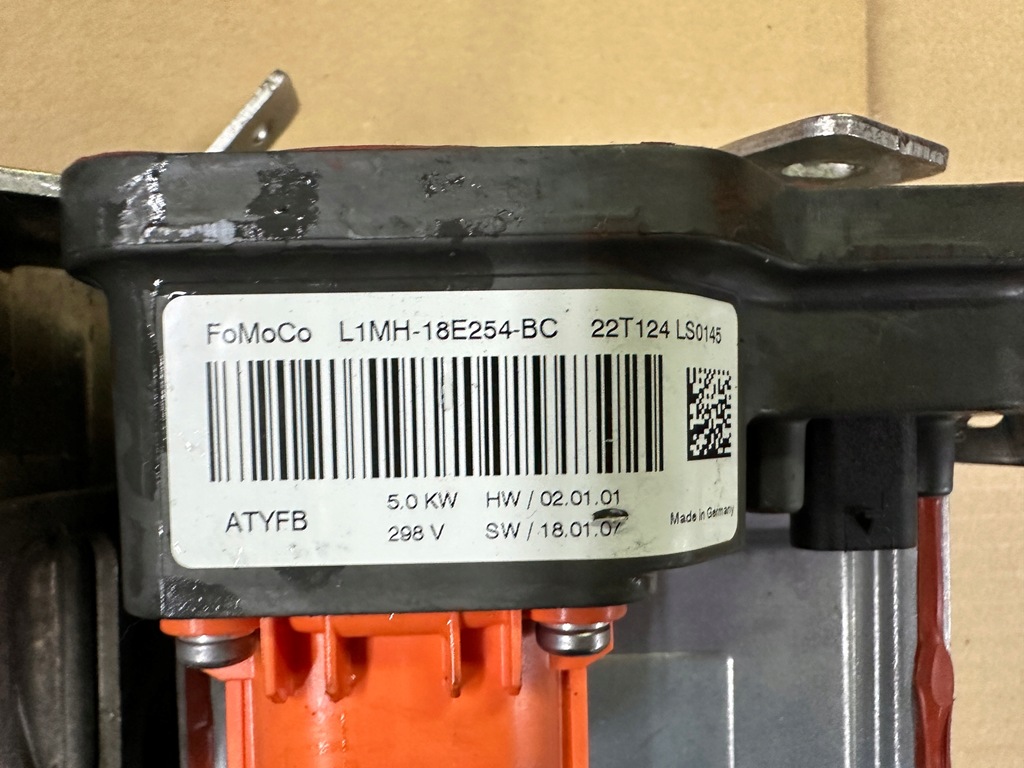 FoMoCo L1MH-18E254-BC 22T124 LS0145
ATYFB
5.0 KW HW / 02.01.01
298 V SW / 18.01.07
Made in Germany